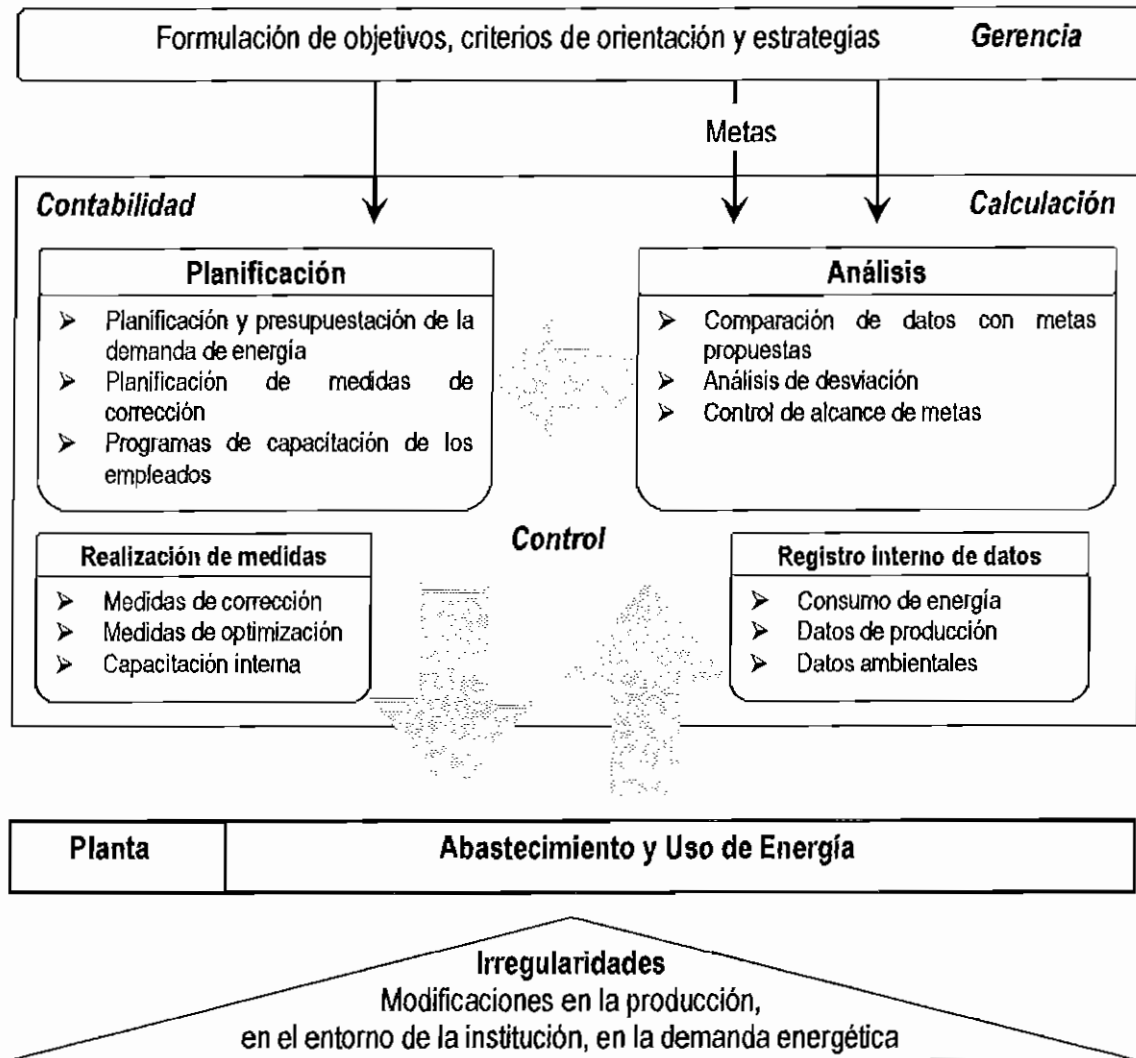 Formulación de objetivos, criterios de orientación y estrategias Gerencia
Metas
Contabilidad
Calculación
Planificación
➤ Planificación y presupuestación de la
demanda de energía
➤ Planificación de medidas de
corrección
➤ Programas de capacitación de los
empleados
Análisis
➤ Comparación de datos con metas
propuestas
➤ Análisis de desviación
➤ Control de alcance de metas
Control
Realización de medidas
➤ Medidas de corrección
➤ Medidas de optimización
➤ Capacitación interna
Registro interno de datos
➤ Consumo de energía
➤ Datos de producción
➤ Datos ambientales
Planta
Abastecimiento y Uso de Energía
Irregularidades
Modificaciones en la producción,
en el entorno de la institución, en la demanda energética